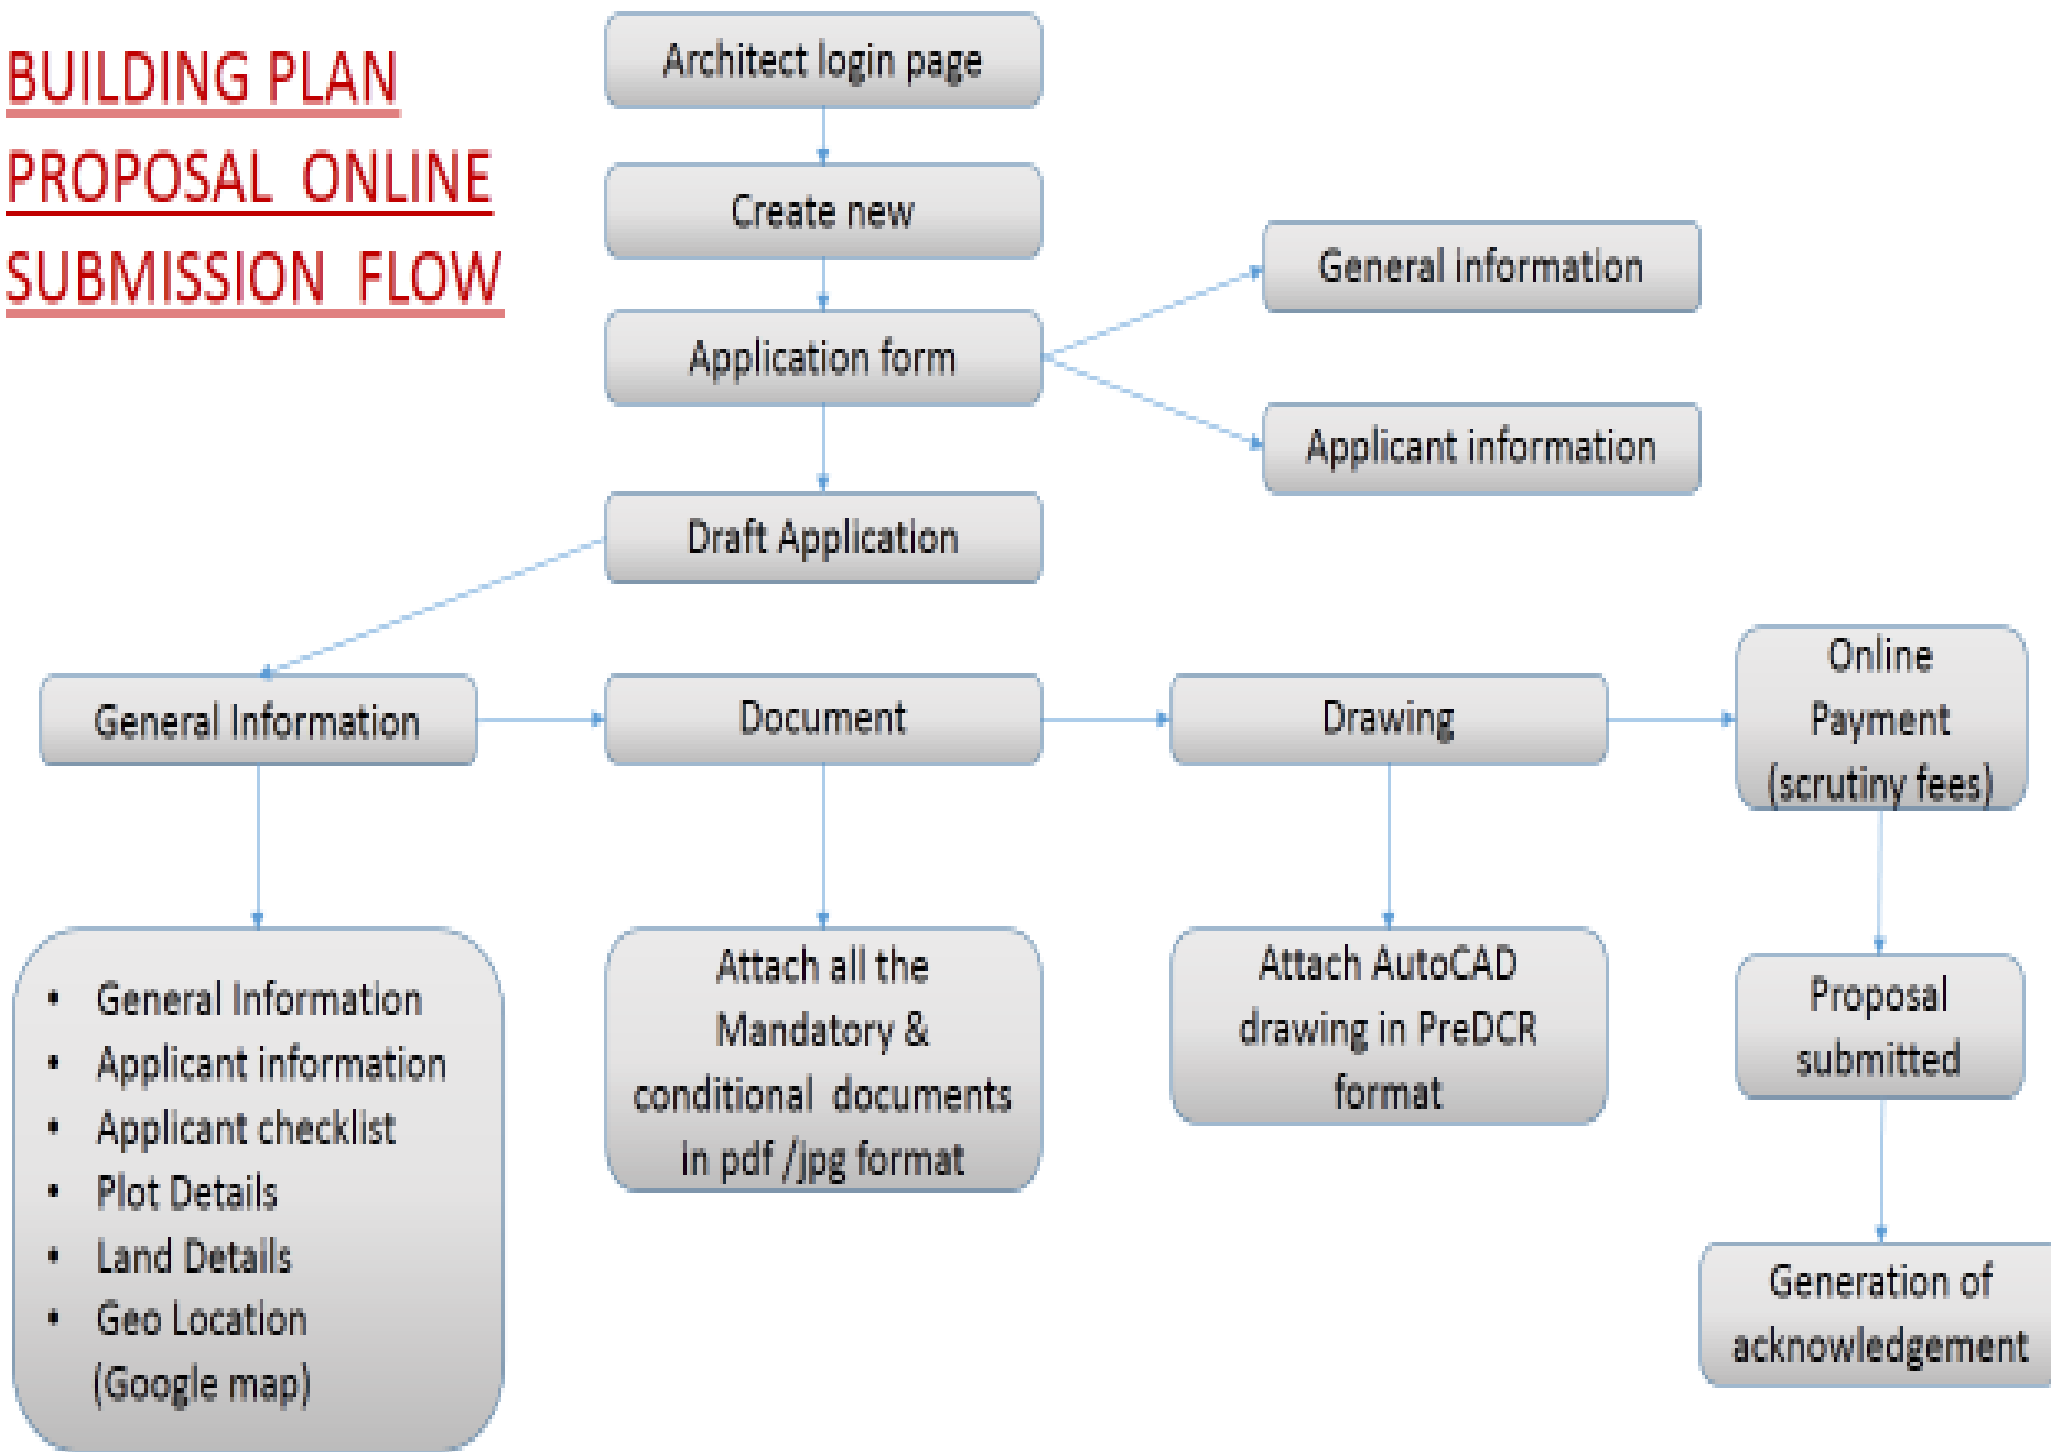 BUILDING PLAN
PROPOSAL ONLINE
SUBMISSION FLOW
Architect login page
Create new
Application form
General information
Applicant information
Draft Application
General Information
Document
Drawing
Online
Payment
(scrutiny fees)
• General Information
• Applicant information
• Applicant checklist
• Plot Details
• Land Details
• Geo Location
(Google map)
Attach all the
Mandatory &
conditional documents
in pdf /jpg format
Attach AutoCAD
drawing in PreDCR
format
Proposal
submitted
Generation of
acknowledgement